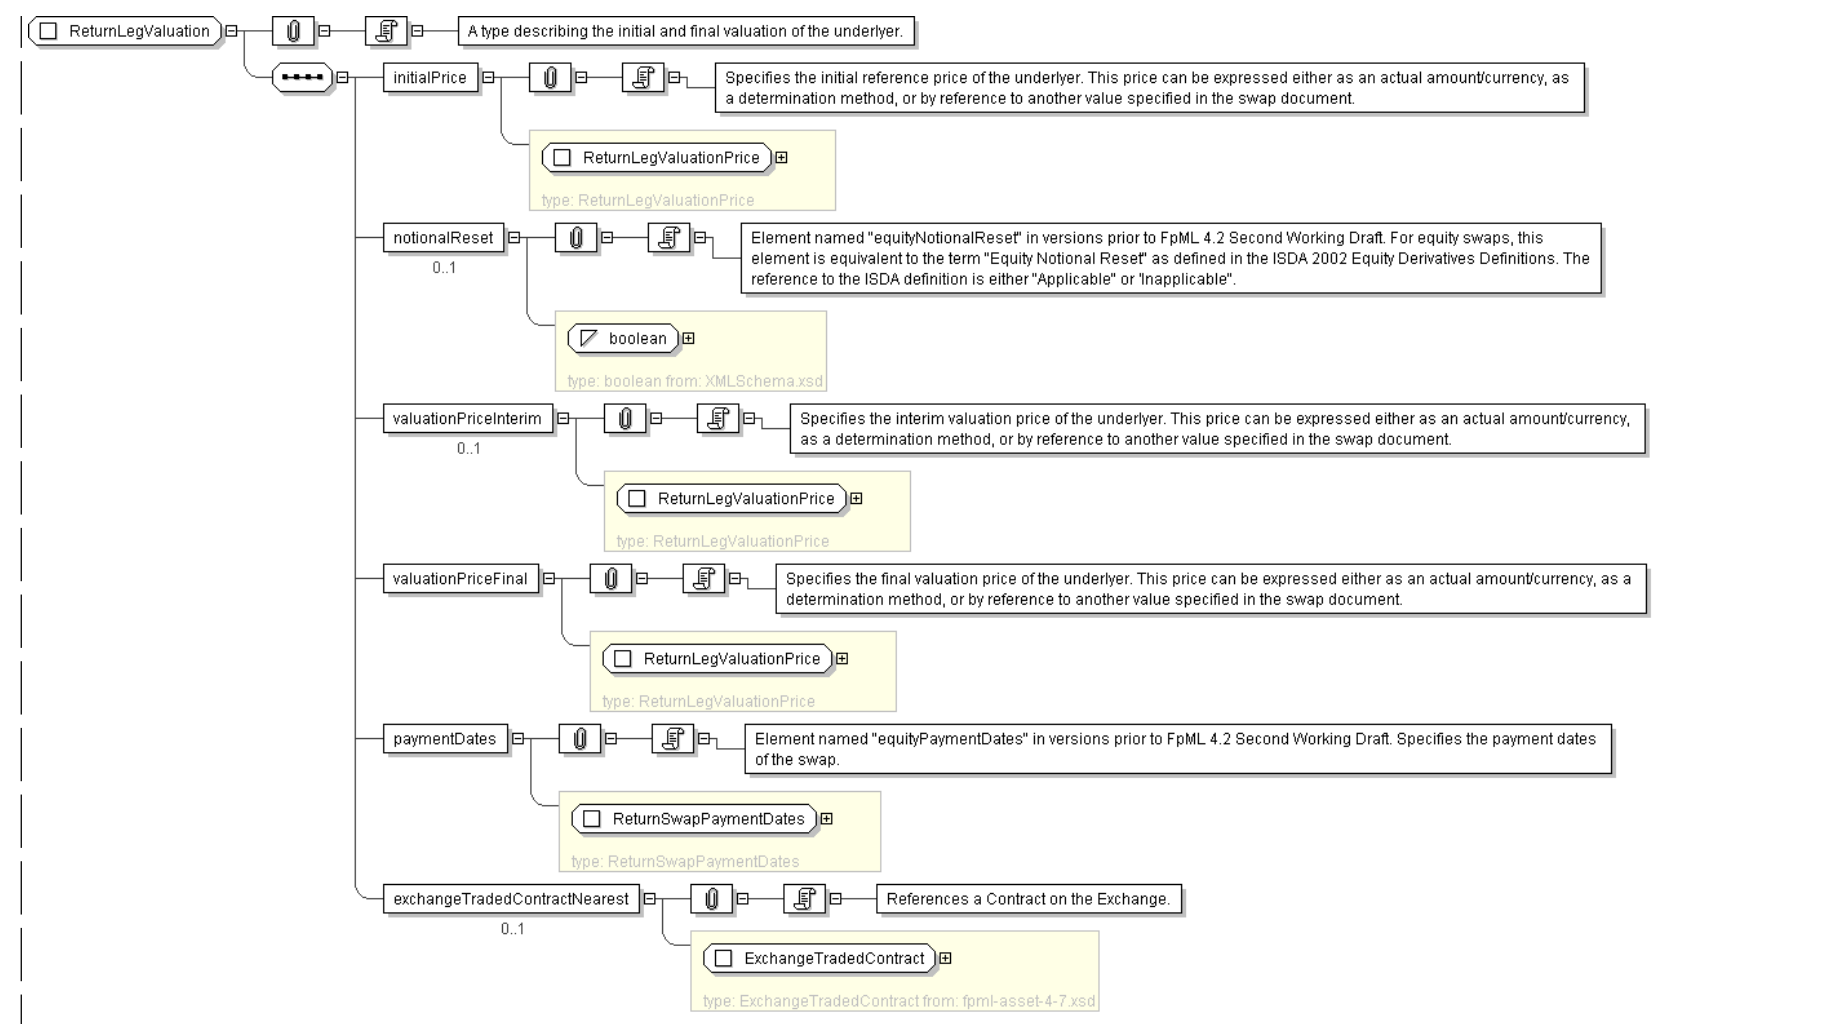 ReturnLegValuation
A type describing the initial and final valuation of the underlyer.
initialPrice
Specifies the initial reference price of the underlyer. This price can be expressed either as an actual amount/currency, as
a determination method, or by reference to another value specified in the swap document.
ReturnLegValuationPrice
type: ReturnLegValuationPrice
notionalReset
0..1
Element named "equityNotionalReset" in versions prior to FpML 4.2 Second Working Draft. For equity swaps, this
element is equivalent to the term "Equity Notional Reset" as defined in the ISDA 2002 Equity Derivatives Definitions. The
reference to the ISDA definition is either "Applicable" or 'Inapplicable".
boolean
type: boolean from: XMLSchema.xsd
valuationPriceInterim
0..1
Specifies the interim valuation price of the underlyer. This price can be expressed either as an actual amount/currency,
as a determination method, or by reference to another value specified in the swap document.
ReturnLegValuationPrice
type: ReturnLegValuationPrice
valuationPriceFinal
Specifies the final valuation price of the underlyer. This price can be expressed either as an actual amount/currency, as a
determination method, or by reference to another value specified in the swap document.
ReturnLegValuationPrice
type: ReturnLegValuationPrice
paymentDates
Element named "equityPaymentDates" in versions prior to FpML 4.2 Second Working Draft. Specifies the payment dates
of the swap.
ReturnSwapPaymentDates
type: ReturnSwapPaymentDates
exchangeTradedContractNearest
0..1
References a Contract on the Exchange.
ExchangeTradedContract
type: ExchangeTradedContract from: fpml-asset-4-7.xsd